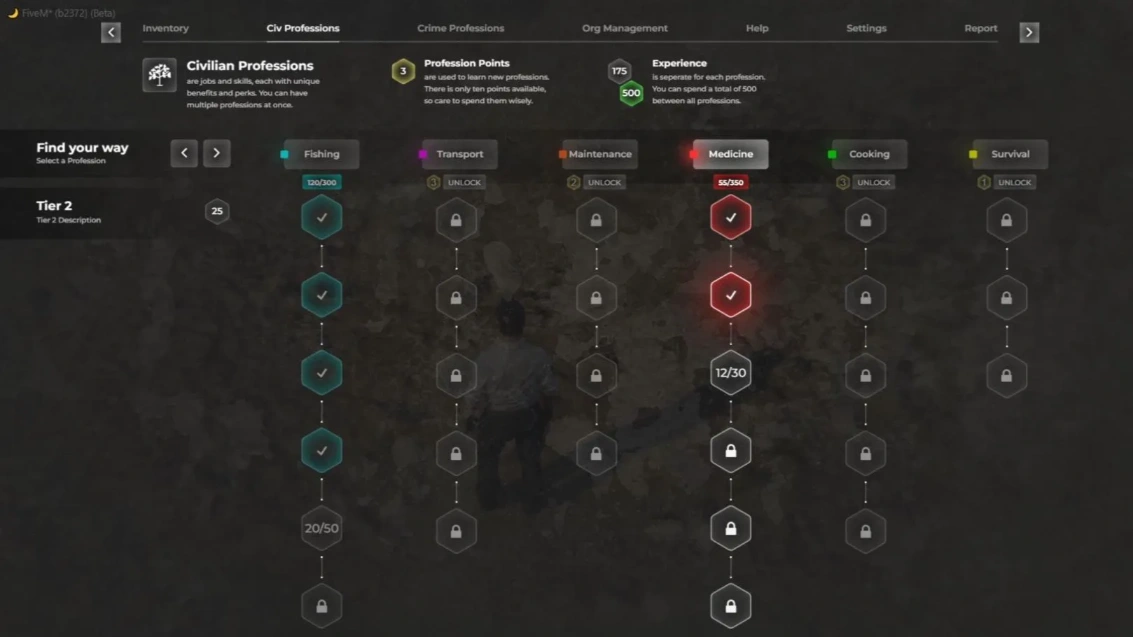 FiveM* (b2372) (Beta)
Inventory
Civ Professions
Crime Professions
Org Management
Help
Settings
Report
Civilian Professions
are jobs and skills, each with unique
benefits and perks. You can have
multiple professions at once.
3
Profession Points
are used to learn new professions.
There is only ten points available,
so care to spend them wisely.
175
500
Experience
is seperate for each profession.
You can spend a total of 500
between all professions.
Find your way
Select a Profession
Fishing
Transport
Maintenance
Medicine
Cooking
Survival
120/300
3 UNLOCK
2 UNLOCK
55/350
3 UNLOCK
1 UNLOCK
Tier 2
Tier 2 Description
25
12/30
20/50